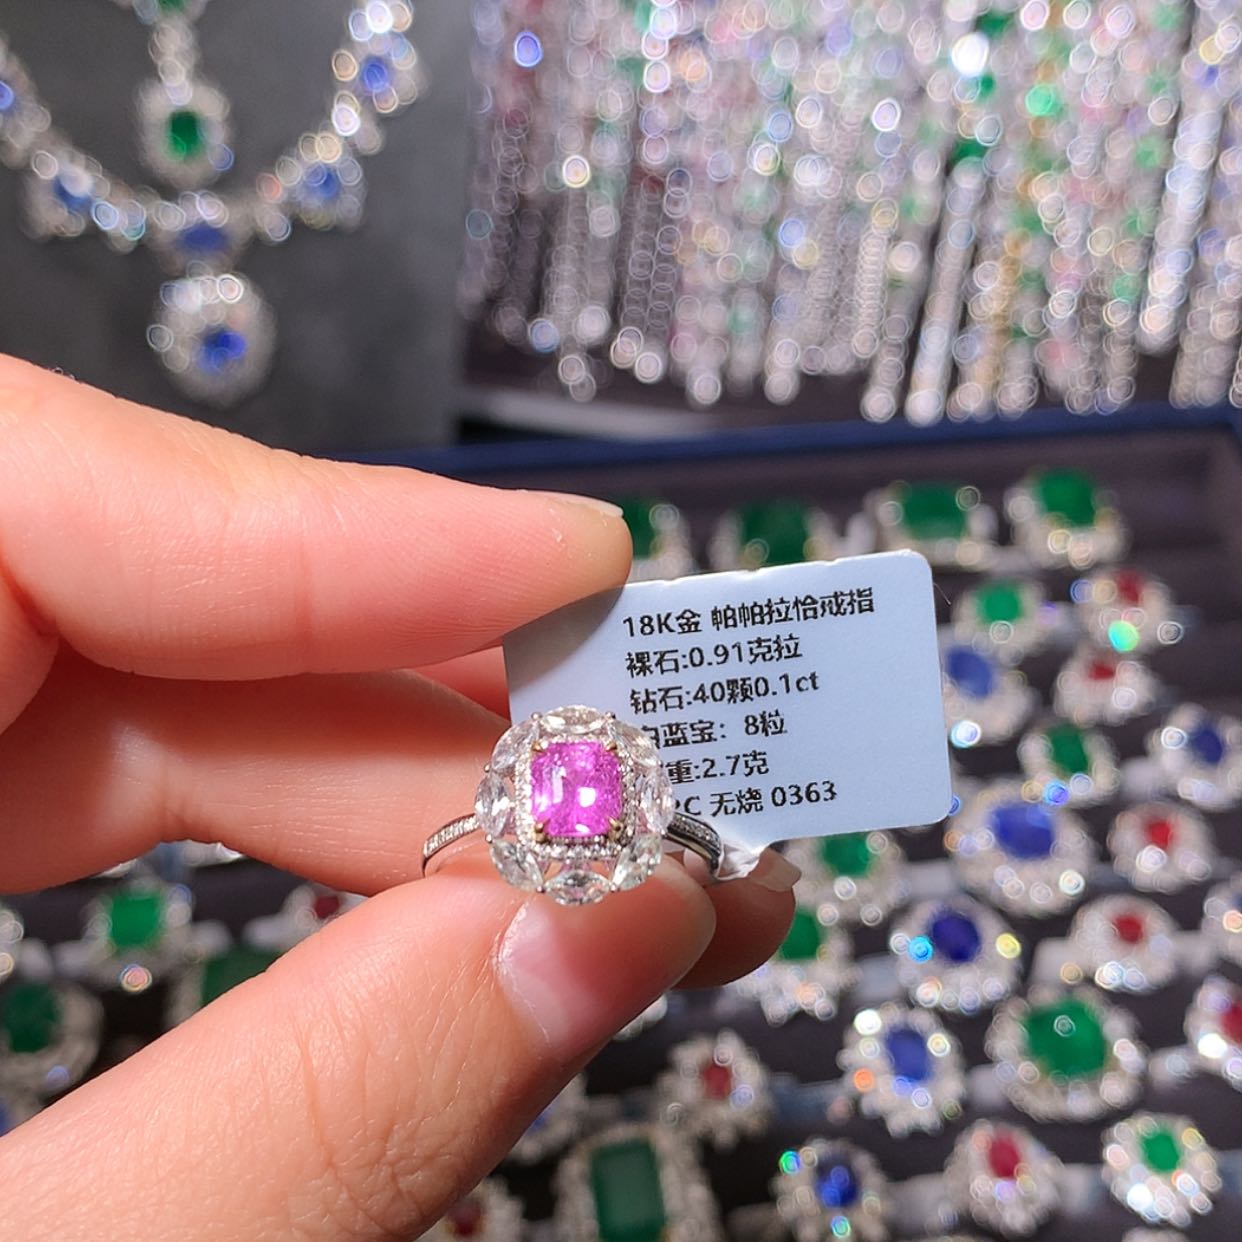 18K金 帕帕拉恰戒指
裸石:0.91克拉
钻石:40颗0.1ct
白蓝宝：8粒
重:2.7克
C 无烧 0363